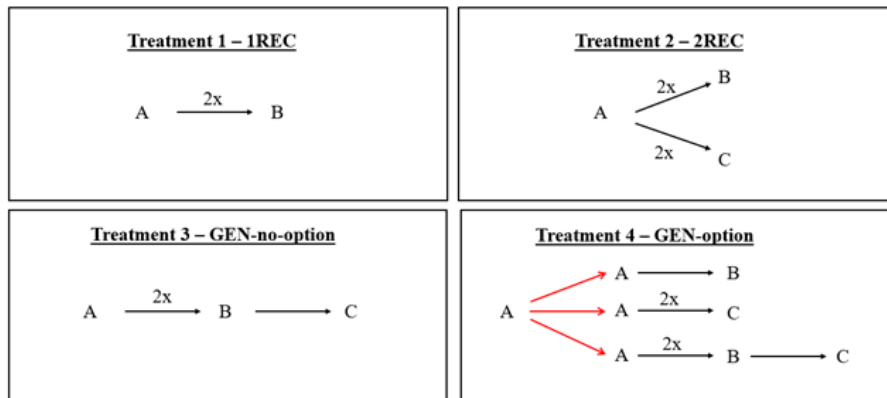 Treatment 1 – 1REC
2x
A B
Treatment 2 – 2REC
B
2x
A
2x
C
Treatment 3 – GEN-no-option
2x
A B C
Treatment 4 – GEN-option
A B
2x
A A C
2x
A B C